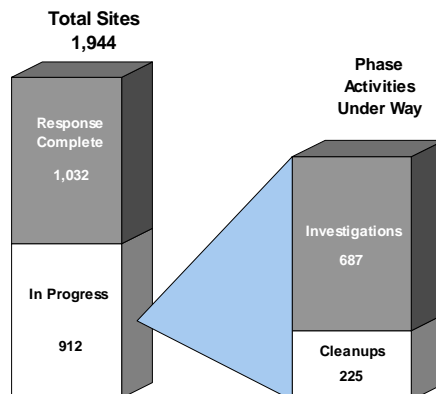 Total Sites
1,944
Response
Complete
1,032
In Progress
912
Phase
Activities
Under Way
Investigations
687
Cleanups
225